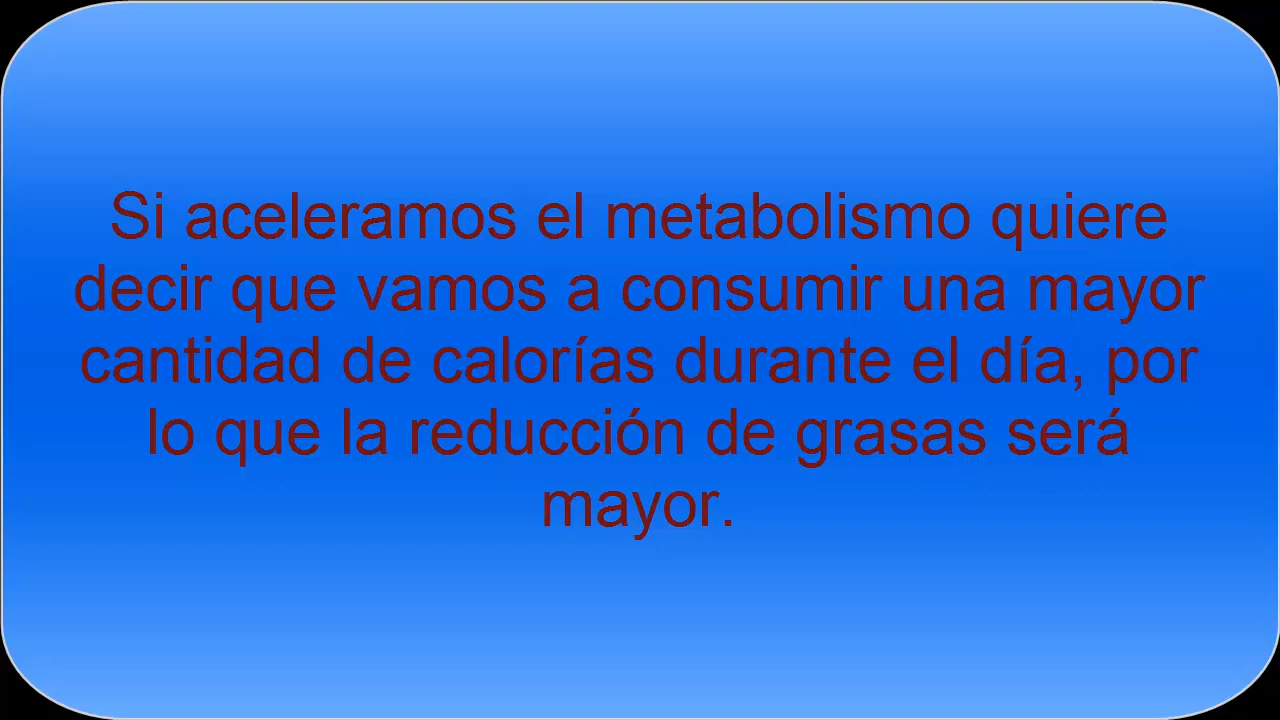 Si aceleramos el metabolismo quiere
decir que vamos a consumir una mayor
cantidad de calorías durante el día, por
lo que la reducción de grasas será
mayor.